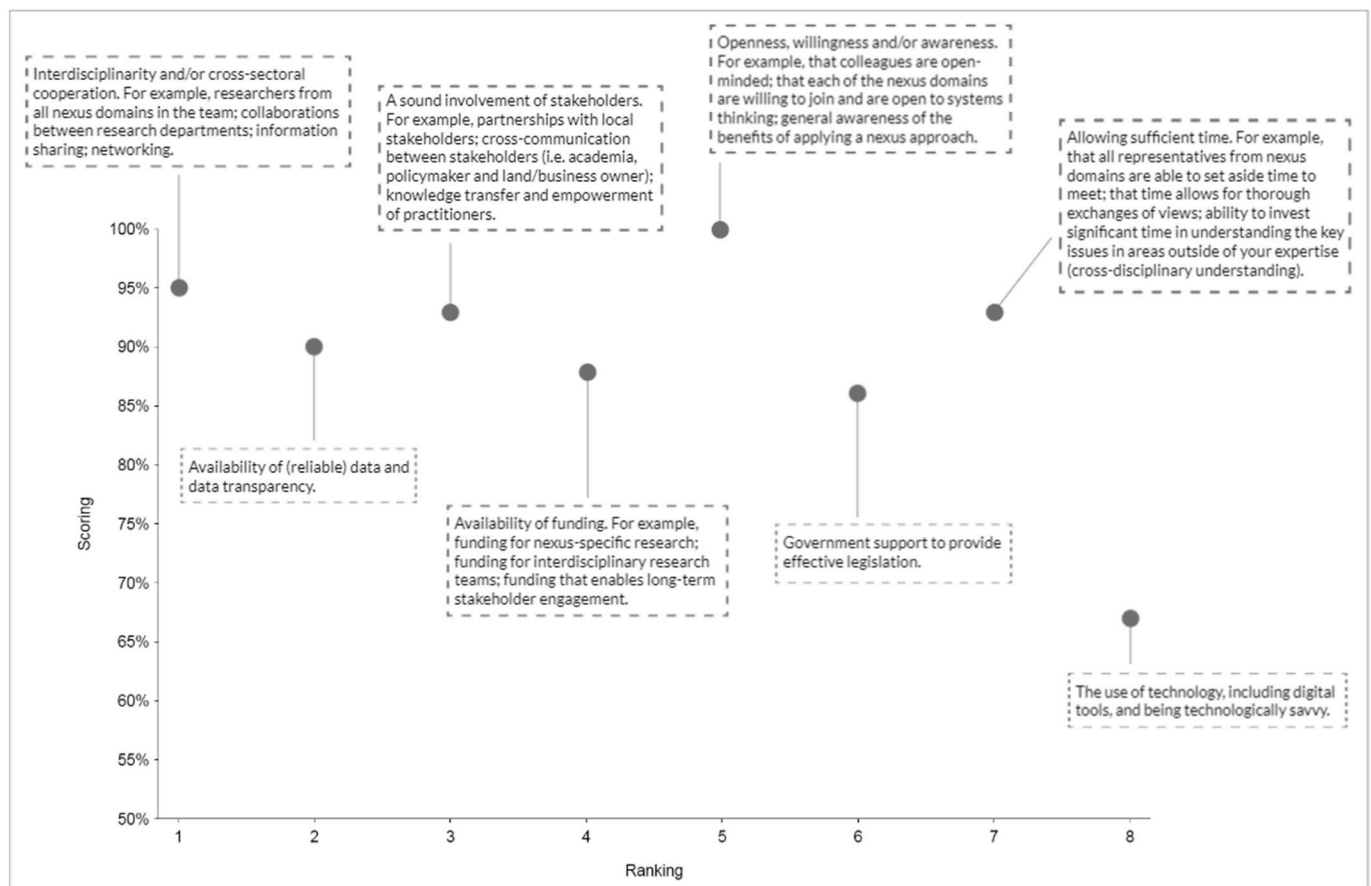 Interdisciplinarity and/or cross-sectoral
cooperation. For example, researchers from
all nexus domains in the team; collaborations
between research departments; information
sharing; networking.
A sound involvement of stakeholders.
For example, partnerships with local
stakeholders; cross-communication
between stakeholders (i.e. academia,
policymaker and land/business owner);
knowledge transfer and empowerment
of practitioners.
Openness, willingness and/or awareness.
For example, that colleagues are open-
minded; that each of the nexus domains
are willing to join and are open to systems
thinking; general awareness of the
benefits of applying a nexus approach.
Allowing sufficient time. For example,
that all representatives from nexus
domains are able to set aside time to
meet; that time allows for thorough
exchanges of views; ability to invest
significant time in understanding the key
issues in areas outside of your expertise
(cross-disciplinary understanding).
Availability of (reliable) data and
data transparency.
Availability of funding. For example,
funding for nexus-specific research;
funding for interdisciplinary research
teams; funding that enables long-term
stakeholder engagement.
Government support to provide
effective legislation.
The use of technology, including digital
tools, and being technologically savvy.
Scoring
100%
95%
90%
85%
80%
75%
70%
65%
60%
55%
50%
1 2 3 4 5 6 7 8
Ranking